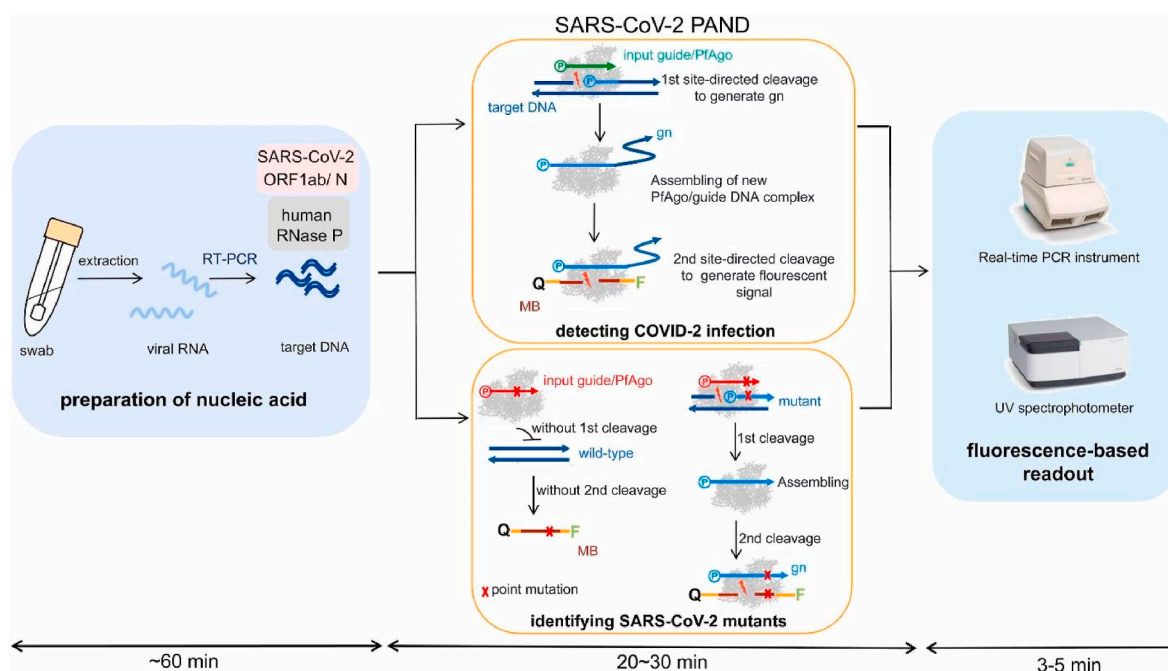 SARS-CoV-2 PAND
SARS-CoV-2
ORF1ab/ N
human
RNase P
extraction
RT-PCR
swab
viral RNA
target DNA
preparation of nucleic acid
P
input guide/PfAgo
P
target DNA
1st site-directed cleavage
to generate gn
gn
P
Assembling of new
PfAgo/guide DNA complex
P
2nd site-directed cleavage
to generate flourescent
signal
Q
F
MB
detecting COVID-2 infection
P
input guide/PfAgo
without 1st cleavage
wild-type
without 2nd cleavage
Q
F
MB
x point mutation
P
P
mutant
1st cleavage
P
Assembling
2nd cleavage
P
gn
Q
F
identifying SARS-CoV-2 mutants
Real-time PCR instrument
UV spectrophotometer
fluorescence-based
readout
~60 min
20~30 min
3-5 min